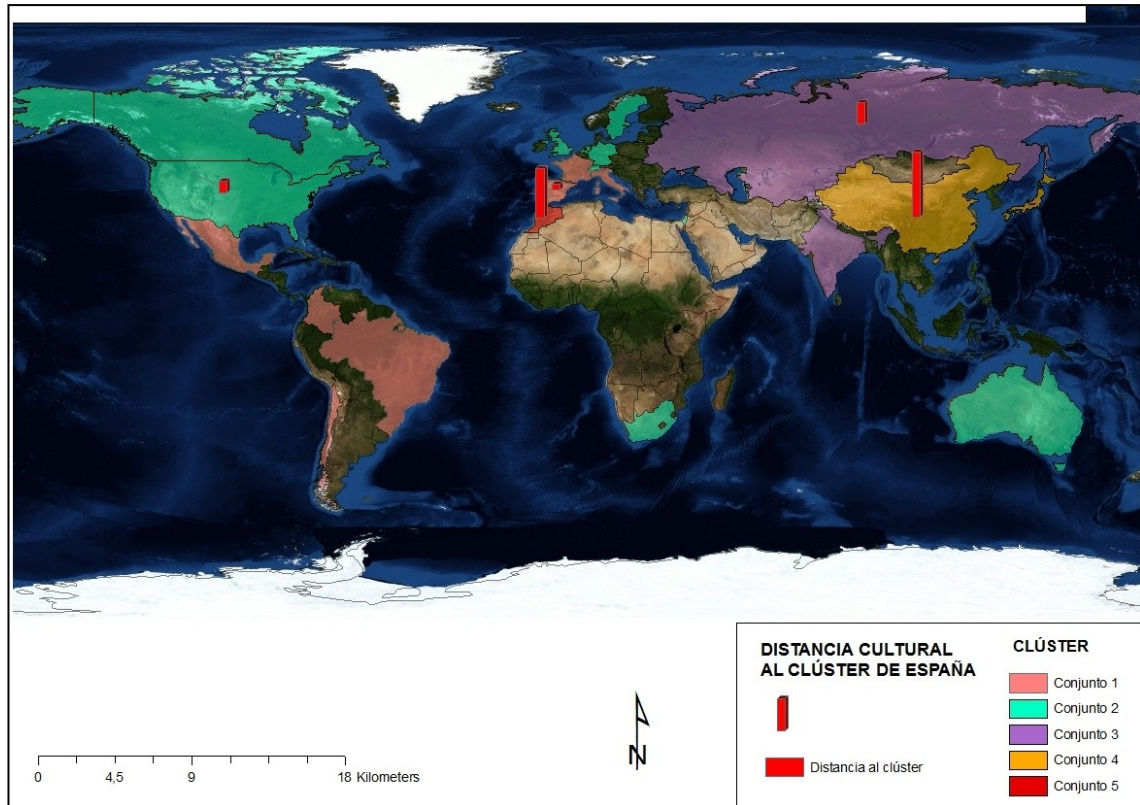 DISTANCIA CULTURAL
AL CLÚSTER DE ESPAÑA
Distancia al clúster
CLÚSTER
Conjunto 1
Conjunto 2
Conjunto 3
Conjunto 4
Conjunto 5
N
0 4,5 9 18 Kilometers